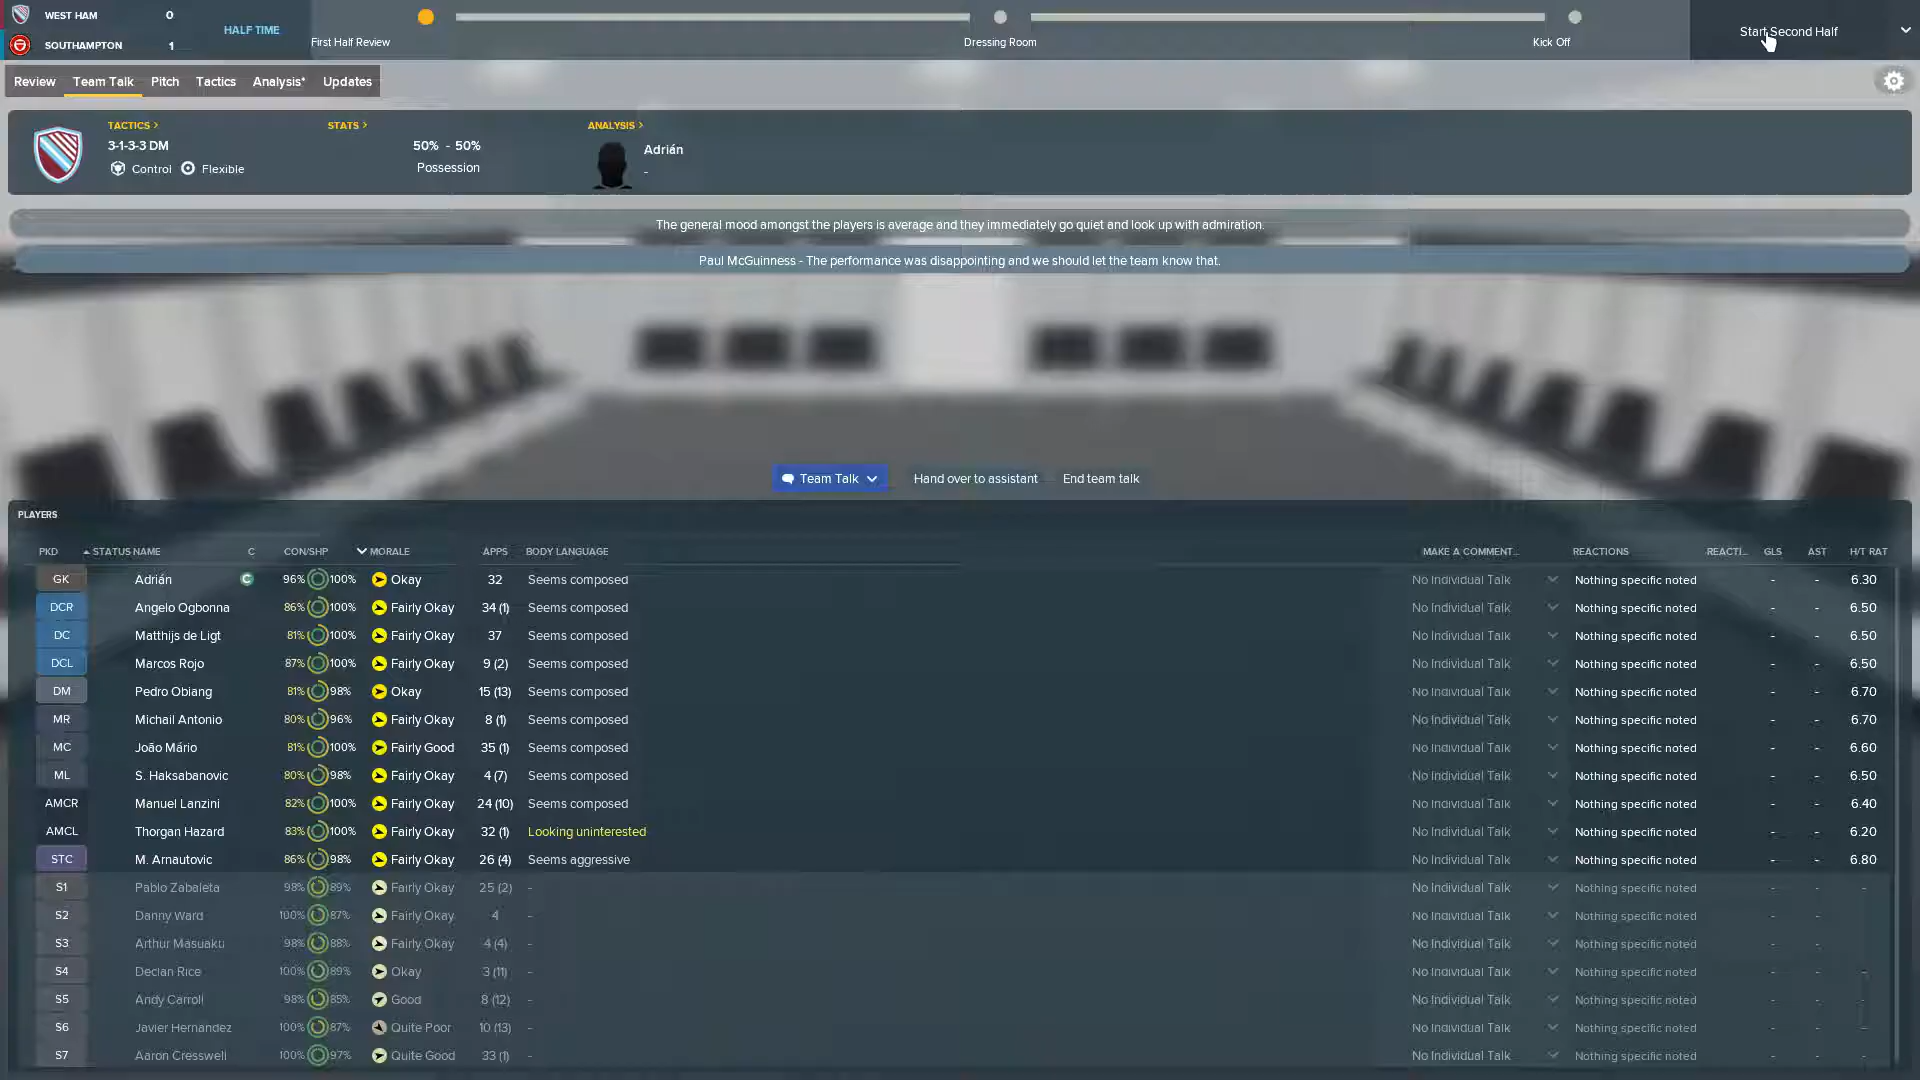 WEST HAM 0
SOUTHAMPTON 1
HALF TIME
First Half Review
Dressing Room
Kick Off
Start Second Half
Review Team Talk Pitch Tactics Analysis* Updates
TACTICS >
3-1-3-3 DM
Control Flexible
STATS >
50% - 50%
Possession
ANALYSIS >
Adrián
-
The general mood amongst the players is average and they immediately go quiet and look up with admiration.
Paul McGuinness - The performance was disappointing and we should let the team know that.
Team Talk Hand over to assistant End team talk
PLAYERS
PKD STATUS NAME C CON/SHP MORALE APPS BODY LANGUAGE MAKE A COMMENT... REACTIONS REACTI... GLS AST H/T RAT
GK Adrián C 96% 100% Okay 32 Seems composed No Individual Talk Nothing specific noted - - 6.30
DCR Angelo Ogbonna 86% 100% Fairly Okay 34 (1) Seems composed No Individual Talk Nothing specific noted - - 6.50
DC Matthijs de Ligt 81% 100% Fairly Okay 37 Seems composed No Individual Talk Nothing specific noted - - 6.50
DCL Marcos Rojo 87% 100% Fairly Okay 9 (2) Seems composed No Individual Talk Nothing specific noted - - 6.50
DM Pedro Obiang 81% 98% Okay 15 (13) Seems composed No Individual Talk Nothing specific noted - - 6.70
MR Michail Antonio 80% 96% Fairly Okay 8 (1) Seems composed No Individual Talk Nothing specific noted - - 6.70
MC João Mário 81% 100% Fairly Good 35 (1) Seems composed No Individual Talk Nothing specific noted - - 6.60
ML S. Haksabanovic 80% 98% Fairly Okay 4 (7) Seems composed No Individual Talk Nothing specific noted - - 6.50
AMCR Manuel Lanzini 82% 100% Fairly Okay 24 (10) Seems composed No Individual Talk Nothing specific noted - - 6.40
AMCL Thorgan Hazard 83% 100% Fairly Okay 32 (1) Looking uninterested No Individual Talk Nothing specific noted - - 6.20
STC M. Arnautovic 86% 98% Fairly Okay 26 (4) Seems aggressive No Individual Talk Nothing specific noted - - 6.80
S1 Pablo Zabaleta 98% 89% Fairly Okay 25 (2) - No Individual Talk Nothing specific noted - - -
S2 Danny Ward 100% 87% Fairly Okay 4 - No Individual Talk Nothing specific noted - - -
S3 Arthur Masuaku 98% 88% Fairly Okay 4 (4) - No Individual Talk Nothing specific noted - - -
S4 Declan Rice 100% 89% Okay 3 (11) - No Individual Talk Nothing specific noted - - -
S5 Andy Carroll 98% 85% Good 8 (12) - No Individual Talk Nothing specific noted - - -
S6 Javier Hernández 100% 87% Quite Poor 10 (13) - No Individual Talk Nothing specific noted - - -
S7 Aaron Cresswell 100% 97% Quite Good 33 (1) - No Individual Talk Nothing specific noted - - -